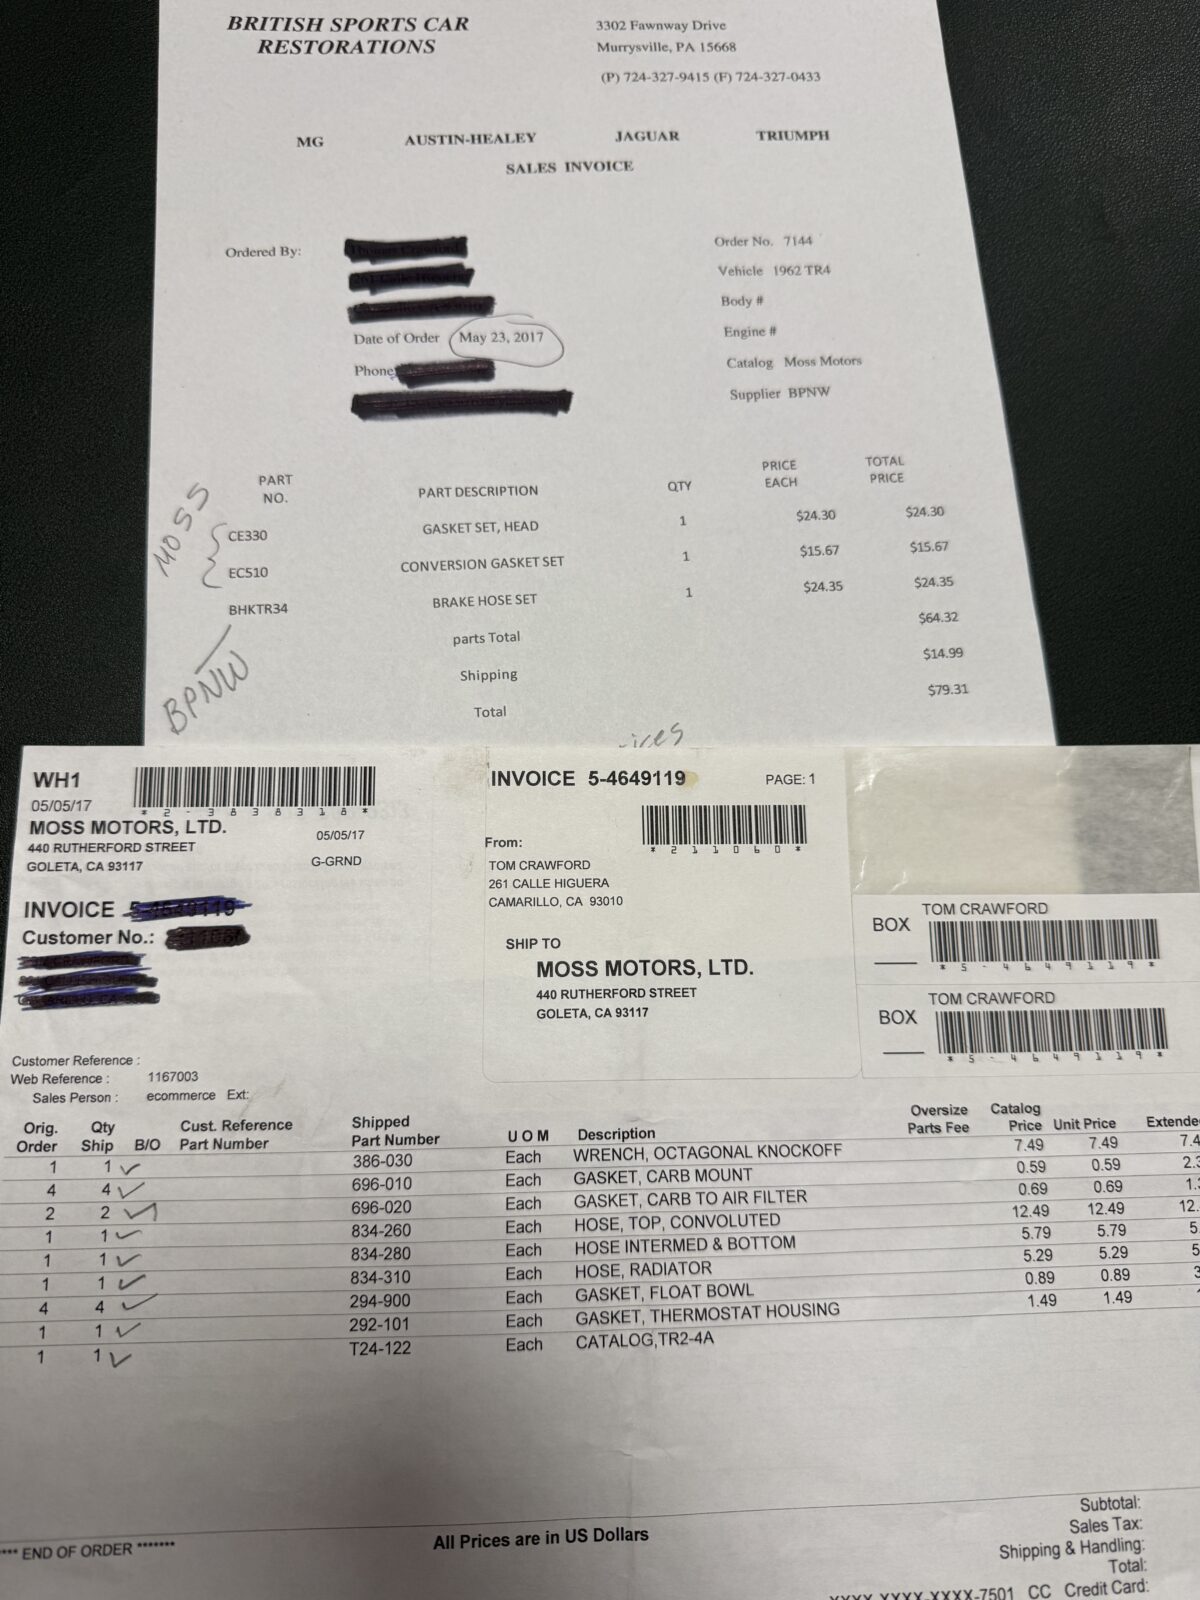 BRITISH SPORTS CAR
RESTORATIONS
3302 Fawnway Drive
Murrysville, PA 15668
(P) 724-327-9415 (F) 724-327-0433
MG AUSTIN-HEALEY JAGUAR TRIUMPH
SALES INVOICE
Ordered By:
Date of Order May 23, 2017
Phone
Order No. 7144
Vehicle 1962 TR4
Body #
Engine #
Catalog Moss Motors
Supplier BPNW
PART NO. PART DESCRIPTION QTY PRICE EACH TOTAL PRICE
MOSS
CE330 GASKET SET, HEAD 1 $24.30 $24.30
EC510 CONVERSION GASKET SET 1 $15.67 $15.67
BHKTR34 BRAKE HOSE SET 1 $24.35 $24.35
BPNW
parts Total $64.32
Shipping $14.99
Total $79.31
WH1
05/05/17
*2-383818*
MOSS MOTORS, LTD.
440 RUTHERFORD STREET
GOLETA, CA 93117
05/05/17
G-GRND
INVOICE
Customer No.:
INVOICE 5-4649119 PAGE: 1
*211060*
From:
TOM CRAWFORD
261 CALLE HIGUERA
CAMARILLO, CA 93010
SHIP TO
MOSS MOTORS, LTD.
440 RUTHERFORD STREET
GOLETA, CA 93117
BOX TOM CRAWFORD
*5-4649119*
BOX TOM CRAWFORD
*5-4649119*
Customer Reference :
Web Reference : 1167003
Sales Person : ecommerce Ext:
Orig. Order Qty Ship B/O Cust. Reference Part Number Shipped Part Number U O M Description Oversize Parts Fee Catalog Price Unit Price
1 1 386-030 Each WRENCH, OCTAGONAL KNOCKOFF 7.49 7.49
4 4 696-010 Each GASKET, CARB MOUNT 0.59 0.59
2 2 696-020 Each GASKET, CARB TO AIR FILTER 0.69 0.69
1 1 834-260 Each HOSE, TOP, CONVOLUTED 12.49 12.49
1 1 834-280 Each HOSE INTERMED & BOTTOM 5.79 5.79
1 1 834-310 Each HOSE, RADIATOR 5.29 5.29
4 4 294-900 Each GASKET, FLOAT BOWL 0.89 0.89
1 1 292-101 Each GASKET, THERMOSTAT HOUSING 1.49 1.49
1 1 T24-122 Each CATALOG,TR2-4A
Subtotal:
Sales Tax:
Shipping & Handling:
Total:
**** END OF ORDER *******
All Prices are in US Dollars
XXXX-XXXX-XXXX-7501 CC Credit Card: